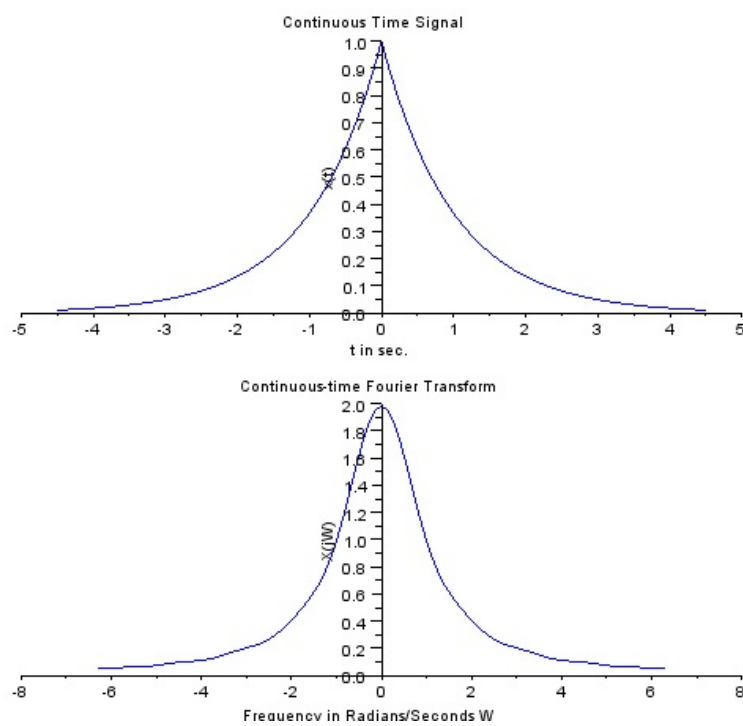 Continuous Time Signal
1.0
0.9
0.8
0.7
0.6
0.5
x(t)
0.4
0.3
0.2
0.1
0.0
-5 -4 -3 -2 -1 0 1 2 3 4 5
t in sec.
Continuous-time Fourier Transform
2.0
1.8
1.6
1.4
1.2
1.0
X(jW)
0.8
0.6
0.4
0.2
0.0
-8 -6 -4 -2 0 2 4 6 8
Frequency in Radians/Seconds W